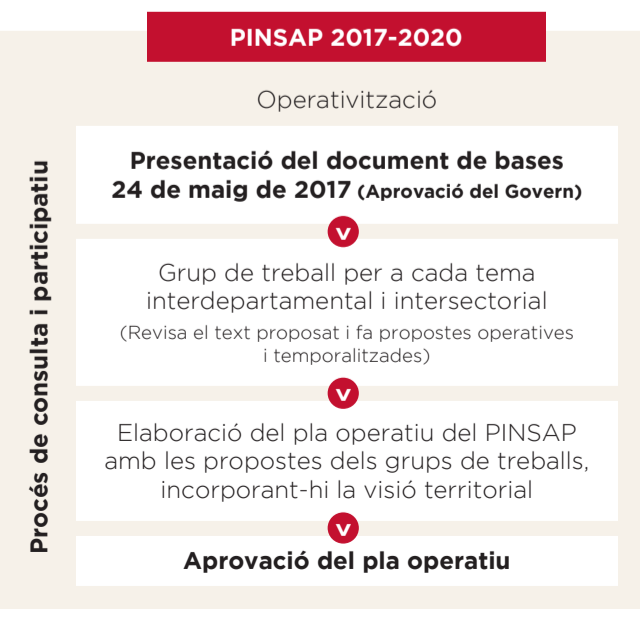 PINSAP 2017-2020
Operativització
Procés de consulta i participatiu
Presentació del document de bases
24 de maig de 2017 (Aprovació del Govern)
v
Grup de treball per a cada tema
interdepartamental i intersectorial
(Revisa el text proposat i fa propostes operatives
i temporalitzades)
v
Elaboració del pla operatiu del PINSAP
amb les propostes dels grups de treballs,
incorporant-hi la visió territorial
v
Aprovació del pla operatiu